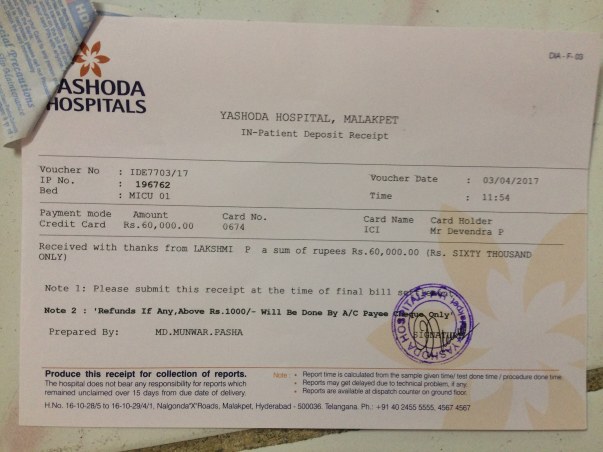 DIA - F- 03
YASHODA
HOSPITALS
YASHODA HOSPITAL, MALAKPET
IN-Patient Deposit Receipt
Voucher No : IDE7703/17 Voucher Date : 03/04/2017
IP No. : 196762 Time : 11:54
Bed : MICU 01
Payment mode Amount Card No. Card Name Card Holder
Credit Card Rs.60,000.00 0674 ICI Mr Devendra P
Received with thanks from LAKSHMI P a sum of rupees Rs.60,000.00 (Rs. SIXTY THOUSAND
ONLY)
Note 1: Please submit this receipt at the time of final bill
Note 2 : 'Refunds If Any,Above Rs.1000/- Will Be Done By A/C Payee Cheque Only'
SIGNATURE
YASHODA HOSPITAL
Prepared By: MD.MUNWAR.PASHA
Produce this receipt for collection of reports.
The hospital does not bear any responsibility for reports which
remained unclaimed over 15 days from due date of delivery.
Note : • Report time is calculated from the sample given time/ test done time / procedure done time.
• Reports may get delayed due to technical problem, if any.
• Reports are available at dispatch counter on ground floor.
H.No. 16-10-28/5 to 16-10-29/4/1, Nalgonda"X"Roads, Malakpet, Hyderabad - 500036. Telangana. Ph.: +91 40 2455 5555, 4567 4567